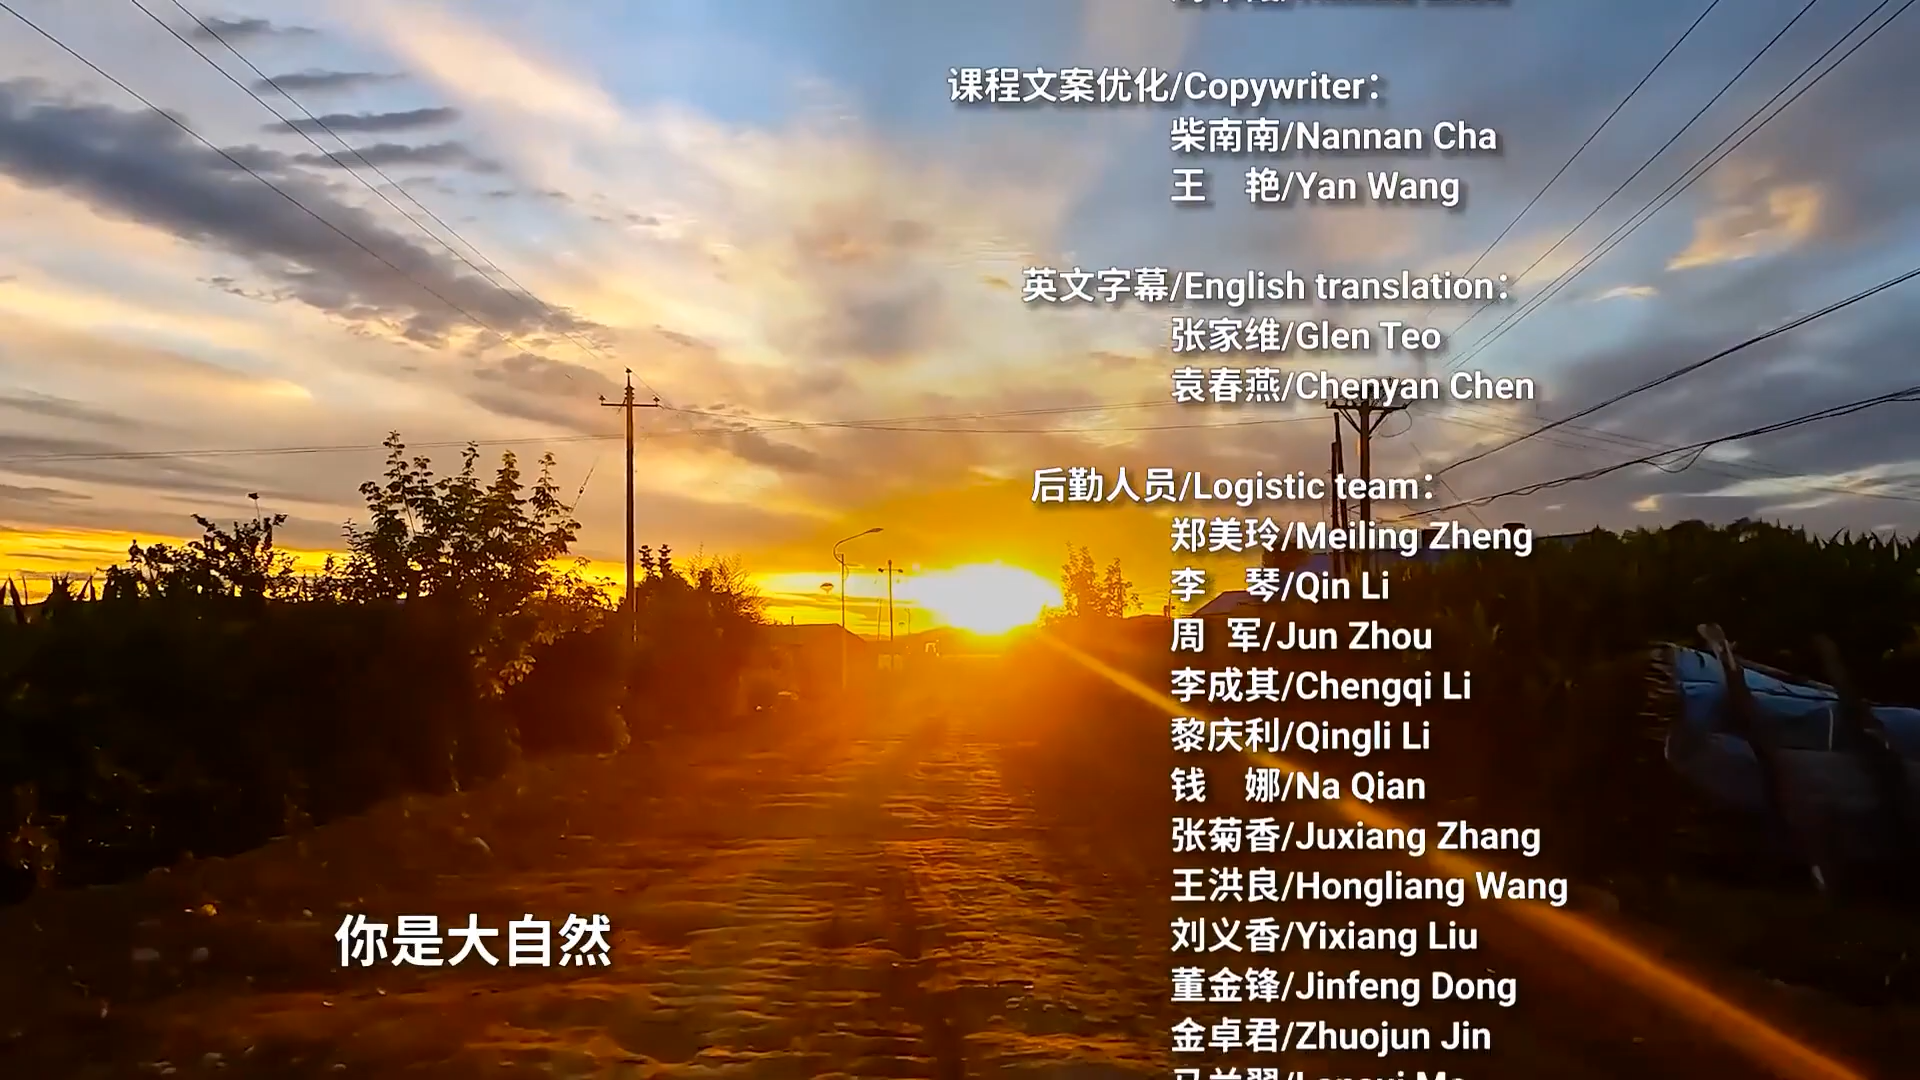 课程文案优化/Copywriter:
柴南南/Nannan Cha
王 艳/Yan Wang
英文字幕/English translation:
张家维/Glen Teo
袁春燕/Chenyan Chen
后勤人员/Logistic team:
郑美玲/Meiling Zheng
李 琴/Qin Li
周 军/Jun Zhou
李成其/Chengqi Li
黎庆利/Qingli Li
钱 娜/Na Qian
张菊香/Juxiang Zhang
王洪良/Hongliang Wang
刘义香/Yixiang Liu
董金锋/Jinfeng Dong
金卓君/Zhuojun Jin
你是大自然